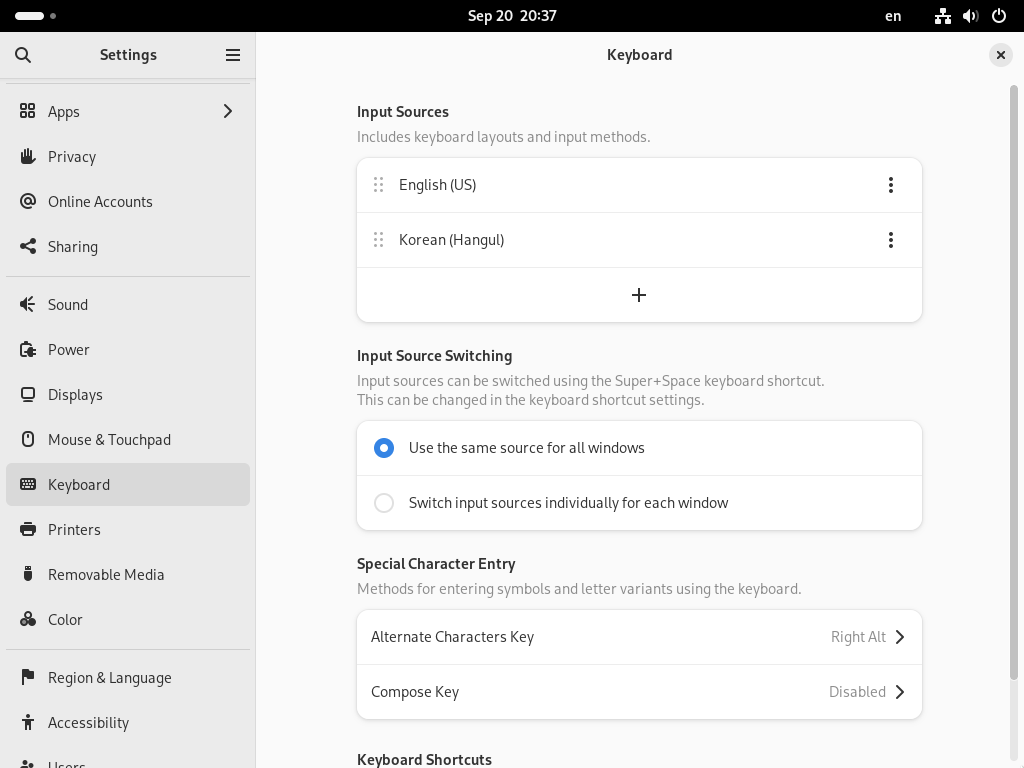 Sep 20  20:37
en
Settings
Keyboard
Apps
Privacy
Online Accounts
Sharing
Sound
Power
Displays
Mouse & Touchpad
Keyboard
Printers
Removable Media
Color
Region & Language
Accessibility
Users
Input Sources
Includes keyboard layouts and input methods.
English (US)
Korean (Hangul)
Input Source Switching
Input sources can be switched using the Super+Space keyboard shortcut.
This can be changed in the keyboard shortcut settings.
Use the same source for all windows
Switch input sources individually for each window
Special Character Entry
Methods for entering symbols and letter variants using the keyboard.
Alternate Characters Key Right Alt
Compose Key Disabled
Keyboard Shortcuts